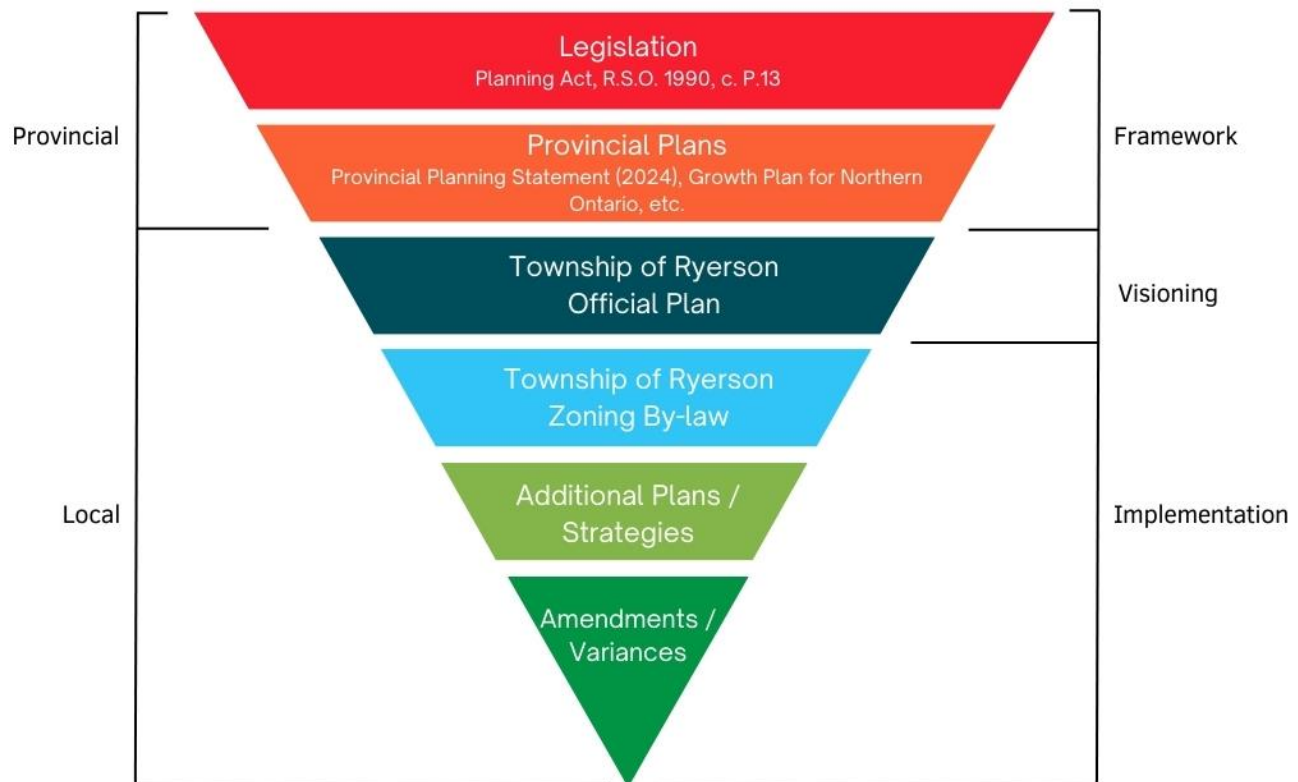 Legislation
Planning Act, R.S.O. 1990, c. P.13
Provincial
Framework
Provincial Plans
Provincial Planning Statement (2024), Growth Plan for Northern
Ontario, etc.
Township of Ryerson
Official Plan
Visioning
Township of Ryerson
Zoning By-law
Local
Additional Plans /
Strategies
Implementation
Amendments /
Variances